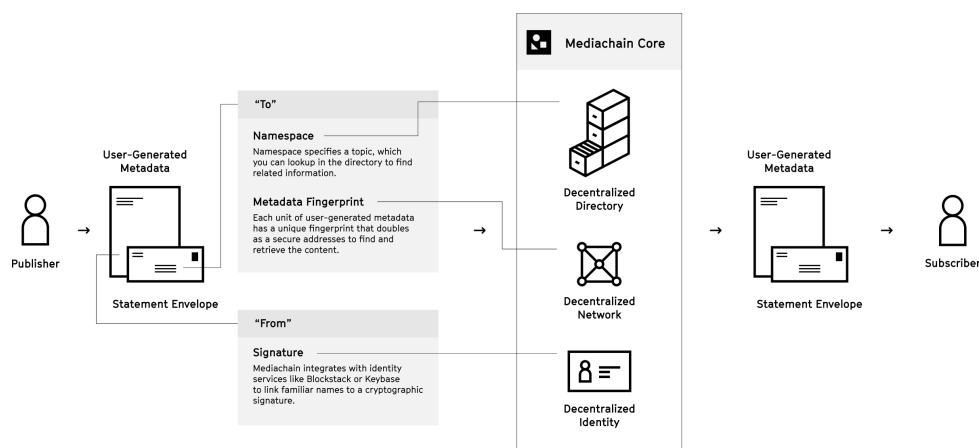 Mediachain Core
Publisher
User-Generated
Metadata
Statement Envelope
“To”
Namespace
Namespace specifies a topic, which
you can lookup in the directory to find
related information.
Metadata Fingerprint
Each unit of user-generated metadata
has a unique fingerprint that doubles
as a secure addresses to find and
retrieve the content.
“From”
Signature
Mediachain integrates with identity
services like Blockstack or Keybase
to link familiar names to a cryptographic
signature.
Decentralized
Directory
Decentralized
Network
Decentralized
Identity
User-Generated
Metadata
Statement Envelope
Subscriber